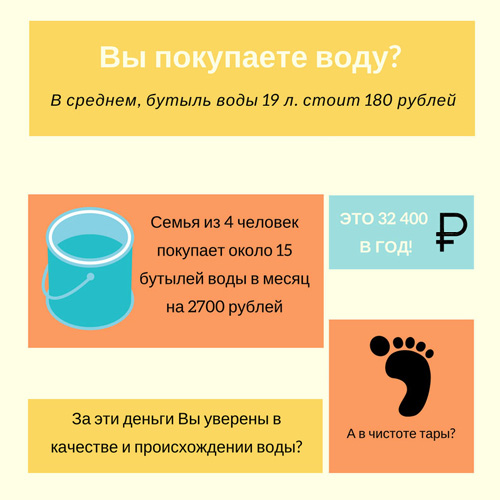 Вы покупаете воду?
В среднем, бутыль воды 19 л. стоит 180 рублей
Семья из 4 человек
покупает около 15
бутылей воды в месяц
на 2700 рублей
ЭТО 32 400 ₽
В ГОД!
За эти деньги Вы уверены в
качестве и происхождении воды?
А в чистоте тары?